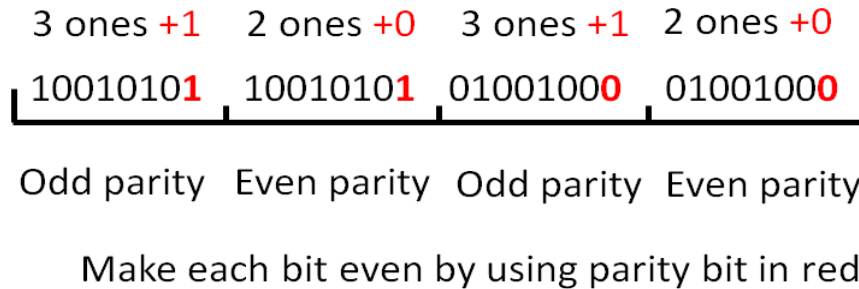 3 ones +1 2 ones +0 3 ones +1 2 ones +0
10010101 10010101 01001000 01001000
Odd parity Even parity Odd parity Even parity
Make each bit even by using parity bit in red